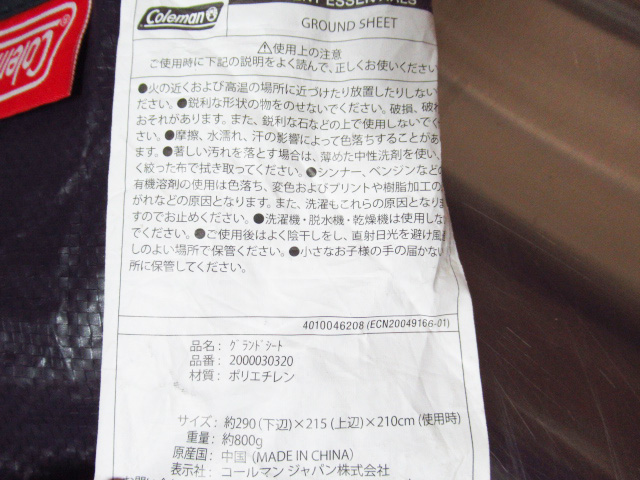 Colem
Coleman
ENT ESSENTIALS
GROUND SHEET
⚠使用上の注意
ご使用時に下記の説明をよく読んで、正しくお使いください
●火の近くおよび高温の場所に近づけたり放置したりしない
ださい。●鋭利な形状の物をのせないでください。破損、破れ
おそれがあります。また、鋭利な石などの上で使用しないでく
さい。●摩擦、水濡れ、汗の影響によって色落ちすることがあ
ます。●著しい汚れを落とす場合は、薄めた中性洗剤を使い、
く絞った布で拭き取ってください。●シンナー、ベンジンなどの
有機溶剤の使用は色落ち、変色およびプリントや樹脂加工の
がれなどの原因となります。また、洗濯もこれらの原因となりま
すのでお止めください。●洗濯機・脱水機・乾燥機は使用しな
でください。●ご使用後はよく陰干しをし、直射日光を避け風
しのよい場所で保管ください。●小さなお子様の手の届かない
所に保管してください。
4010046208 (ECN20049166-01)
品名: グランドシート
品番: 2000030320
材質: ポリエチレン
サイズ: 約290(下辺)×215(上辺)×210cm(使用時)
重量: 約800g
原産国: 中国(MADE IN CHINA)
表示社: コールマン ジャパン株式会社